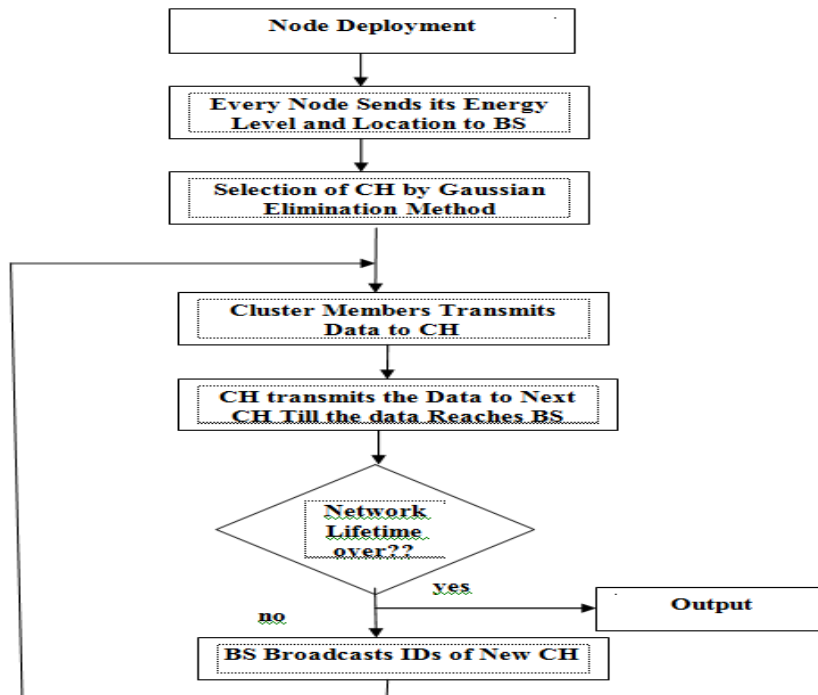 Node Deployment
Every Node Sends its Energy
Level and Location to BS
Selection of CH by Gaussian
Elimination Method
Cluster Members Transmits
Data to CH
CH transmits the Data to Next
CH Till the data Reaches BS
Network
Lifetime
over??
yes
no
Output
BS Broadcasts IDs of New CH